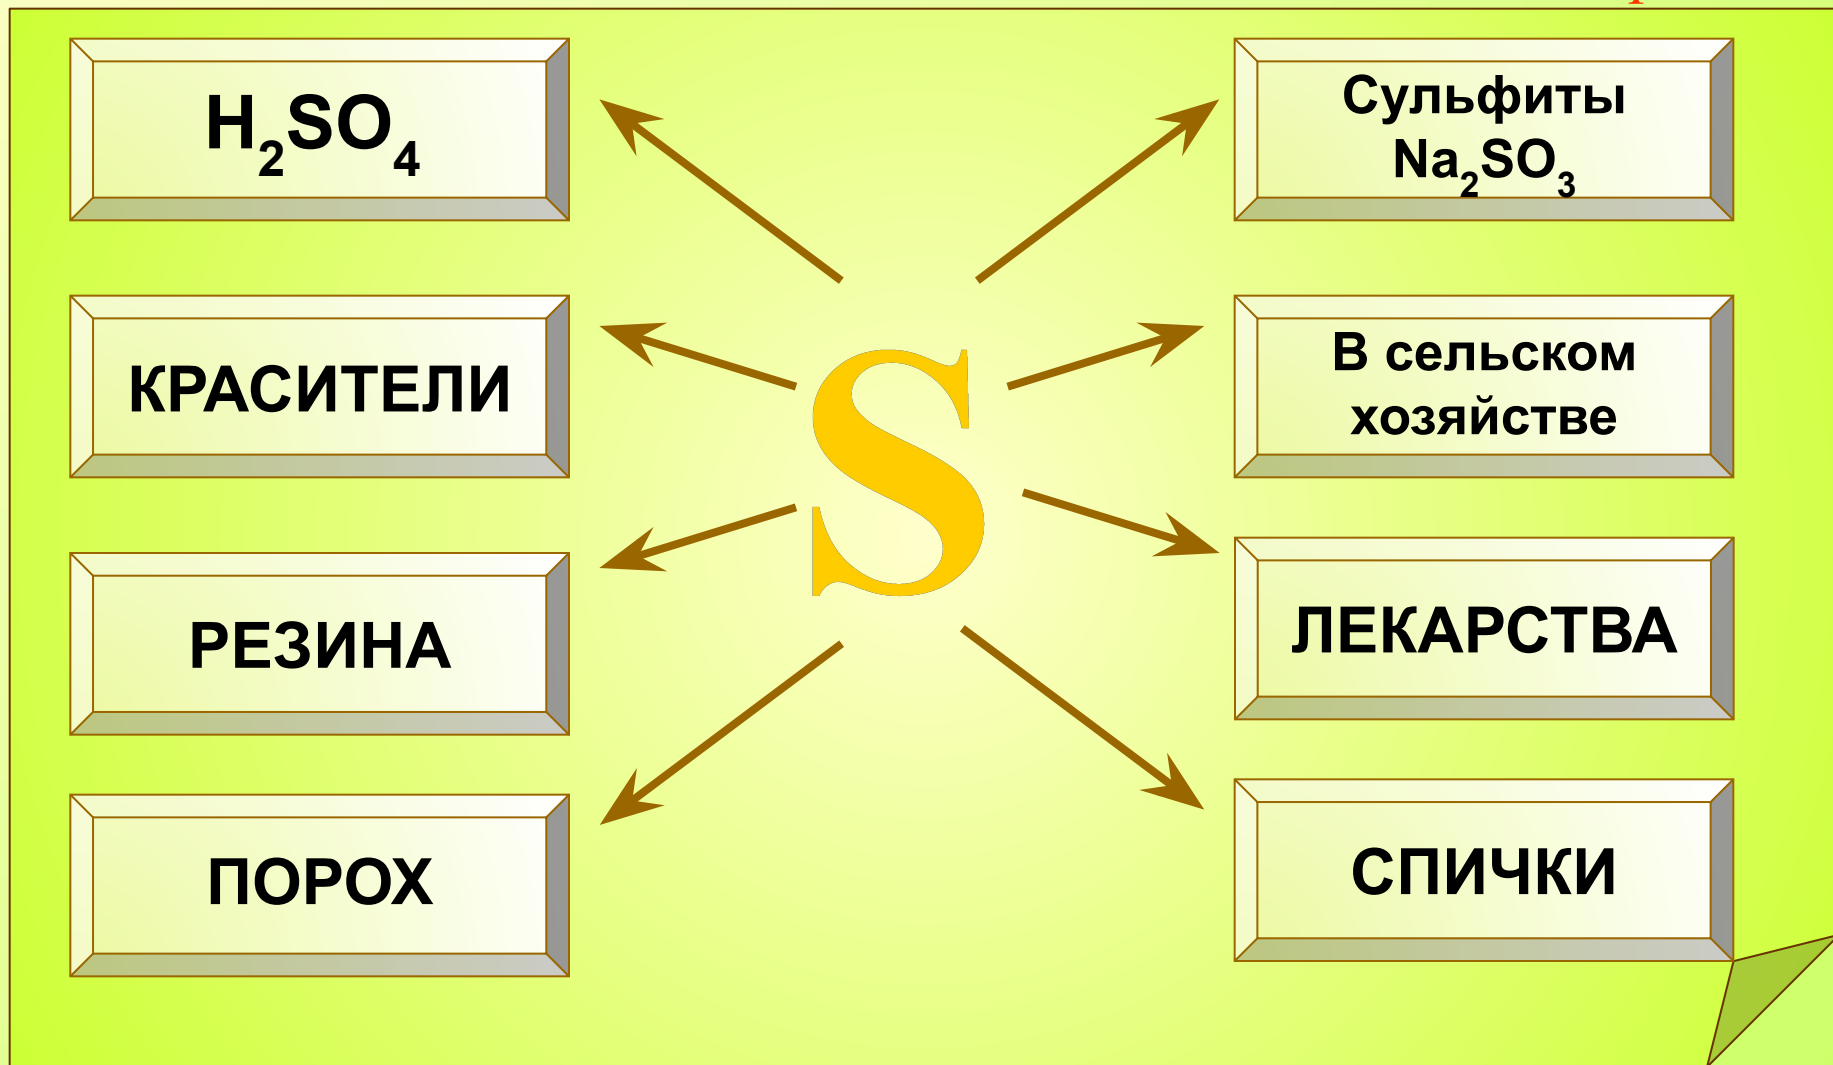 H₂SO₄
Сульфиты
Na₂SO₃
КРАСИТЕЛИ
В сельском
хозяйстве
S
РЕЗИНА
ЛЕКАРСТВА
ПОРОХ
СПИЧКИ